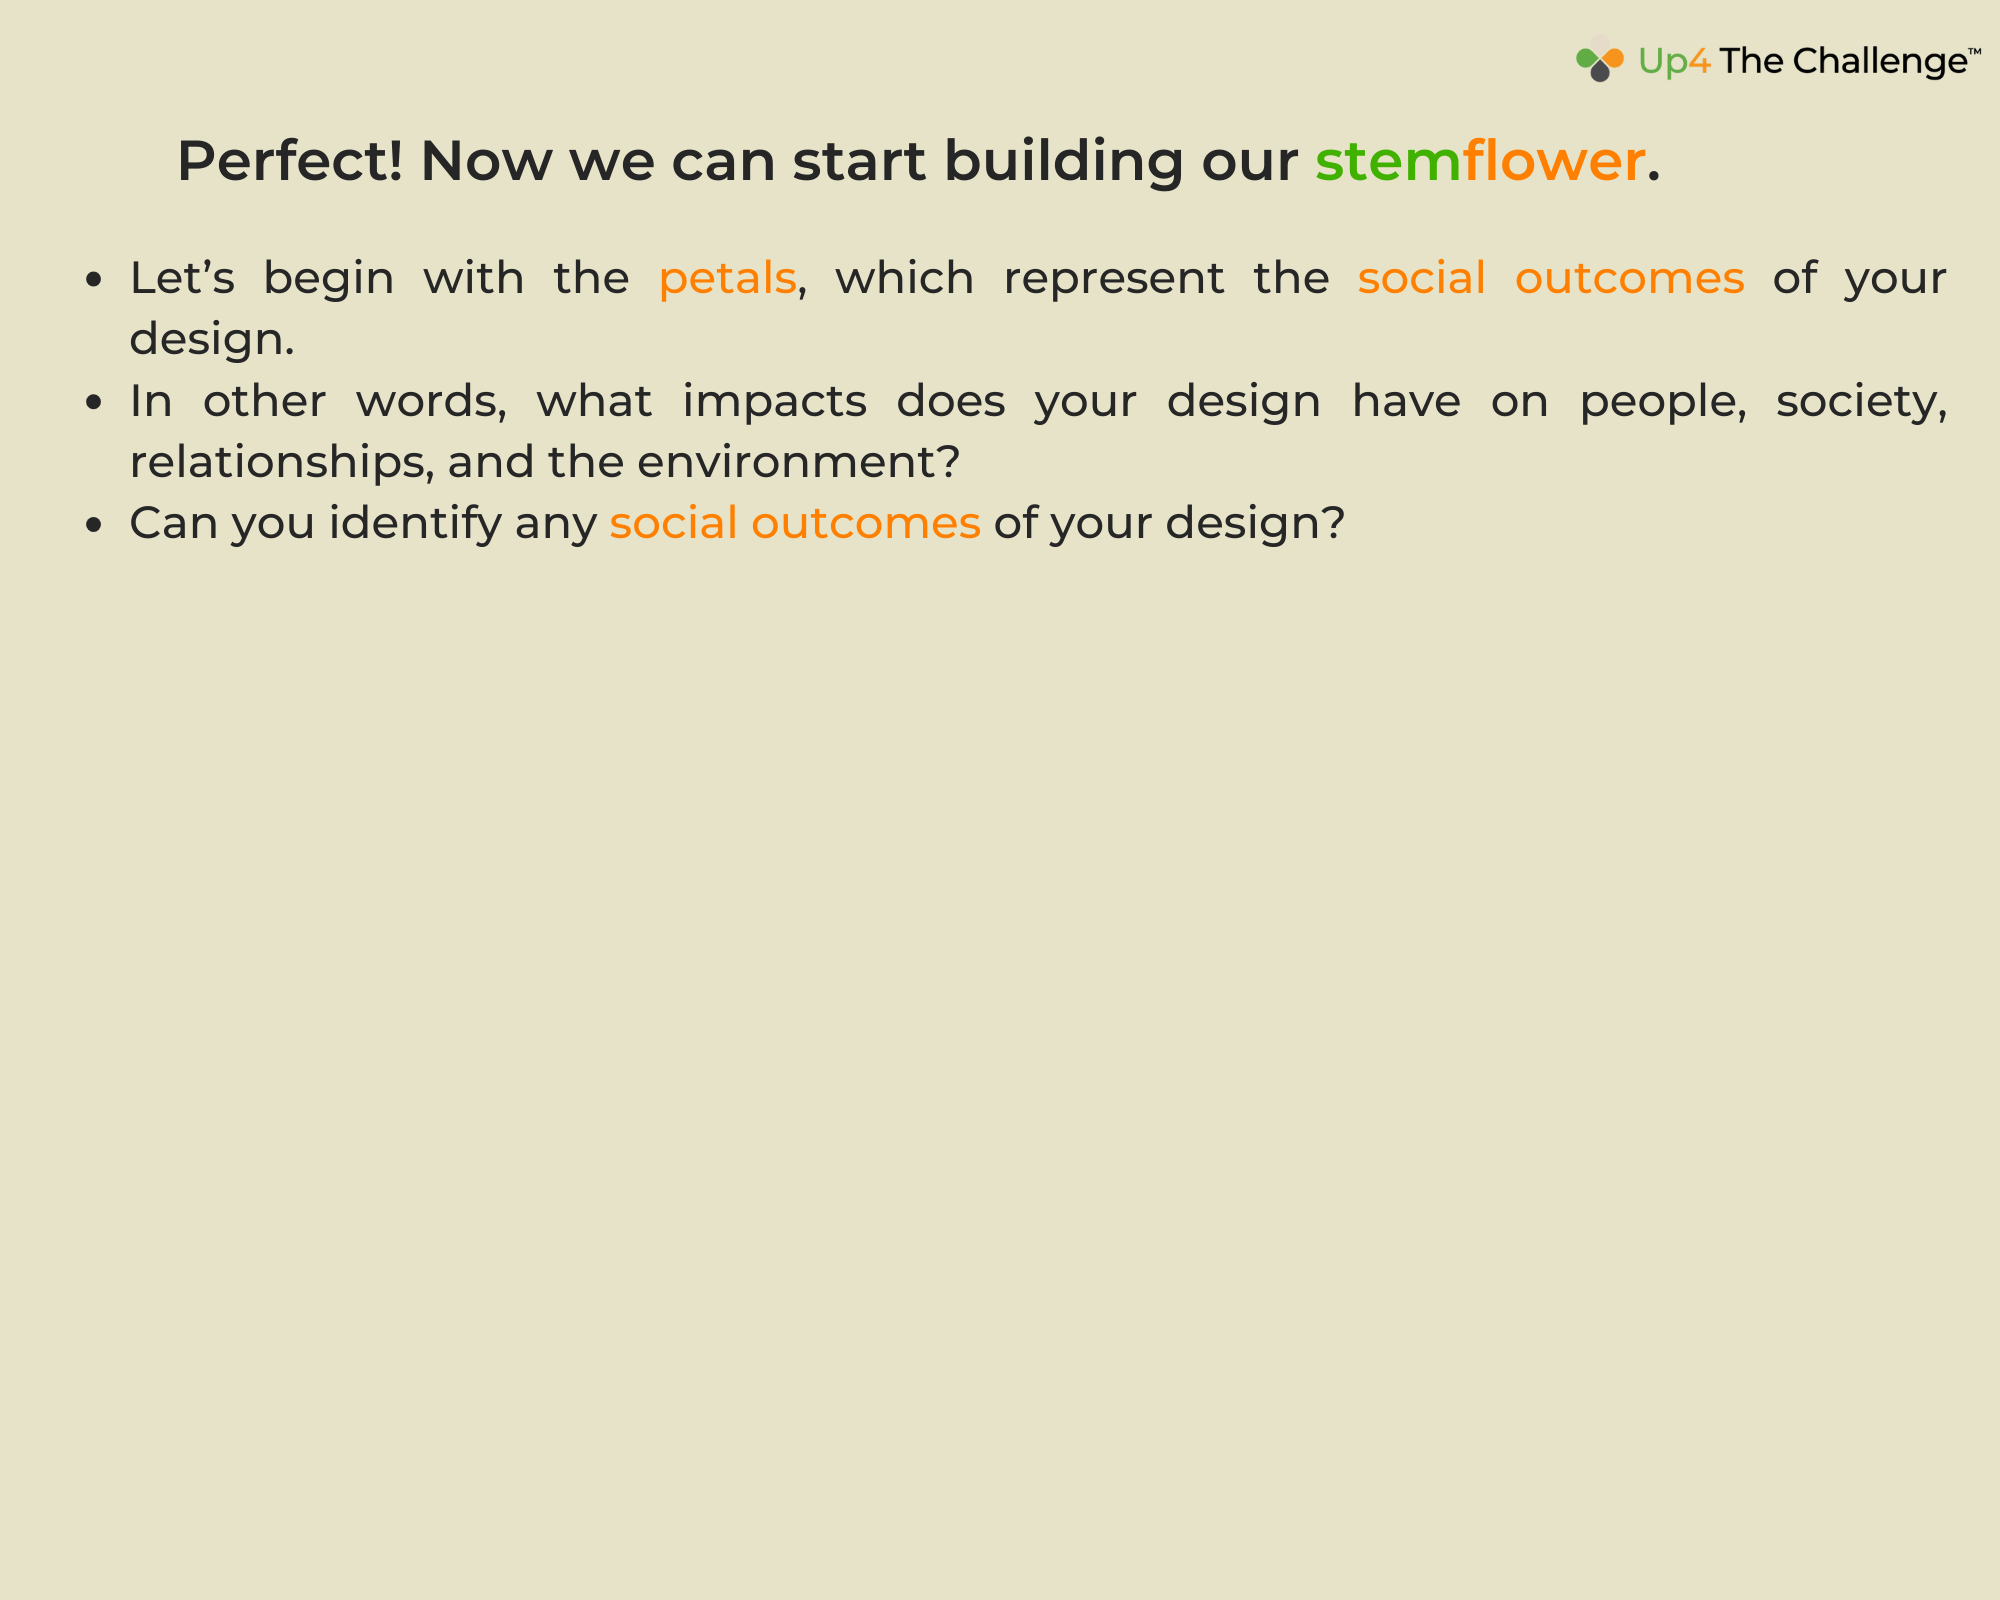 Up4 The Challenge™
Perfect! Now we can start building our stemflower.
• Let’s begin with the petals, which represent the social outcomes of your
design.
• In other words, what impacts does your design have on people, society,
relationships, and the environment?
• Can you identify any social outcomes of your design?